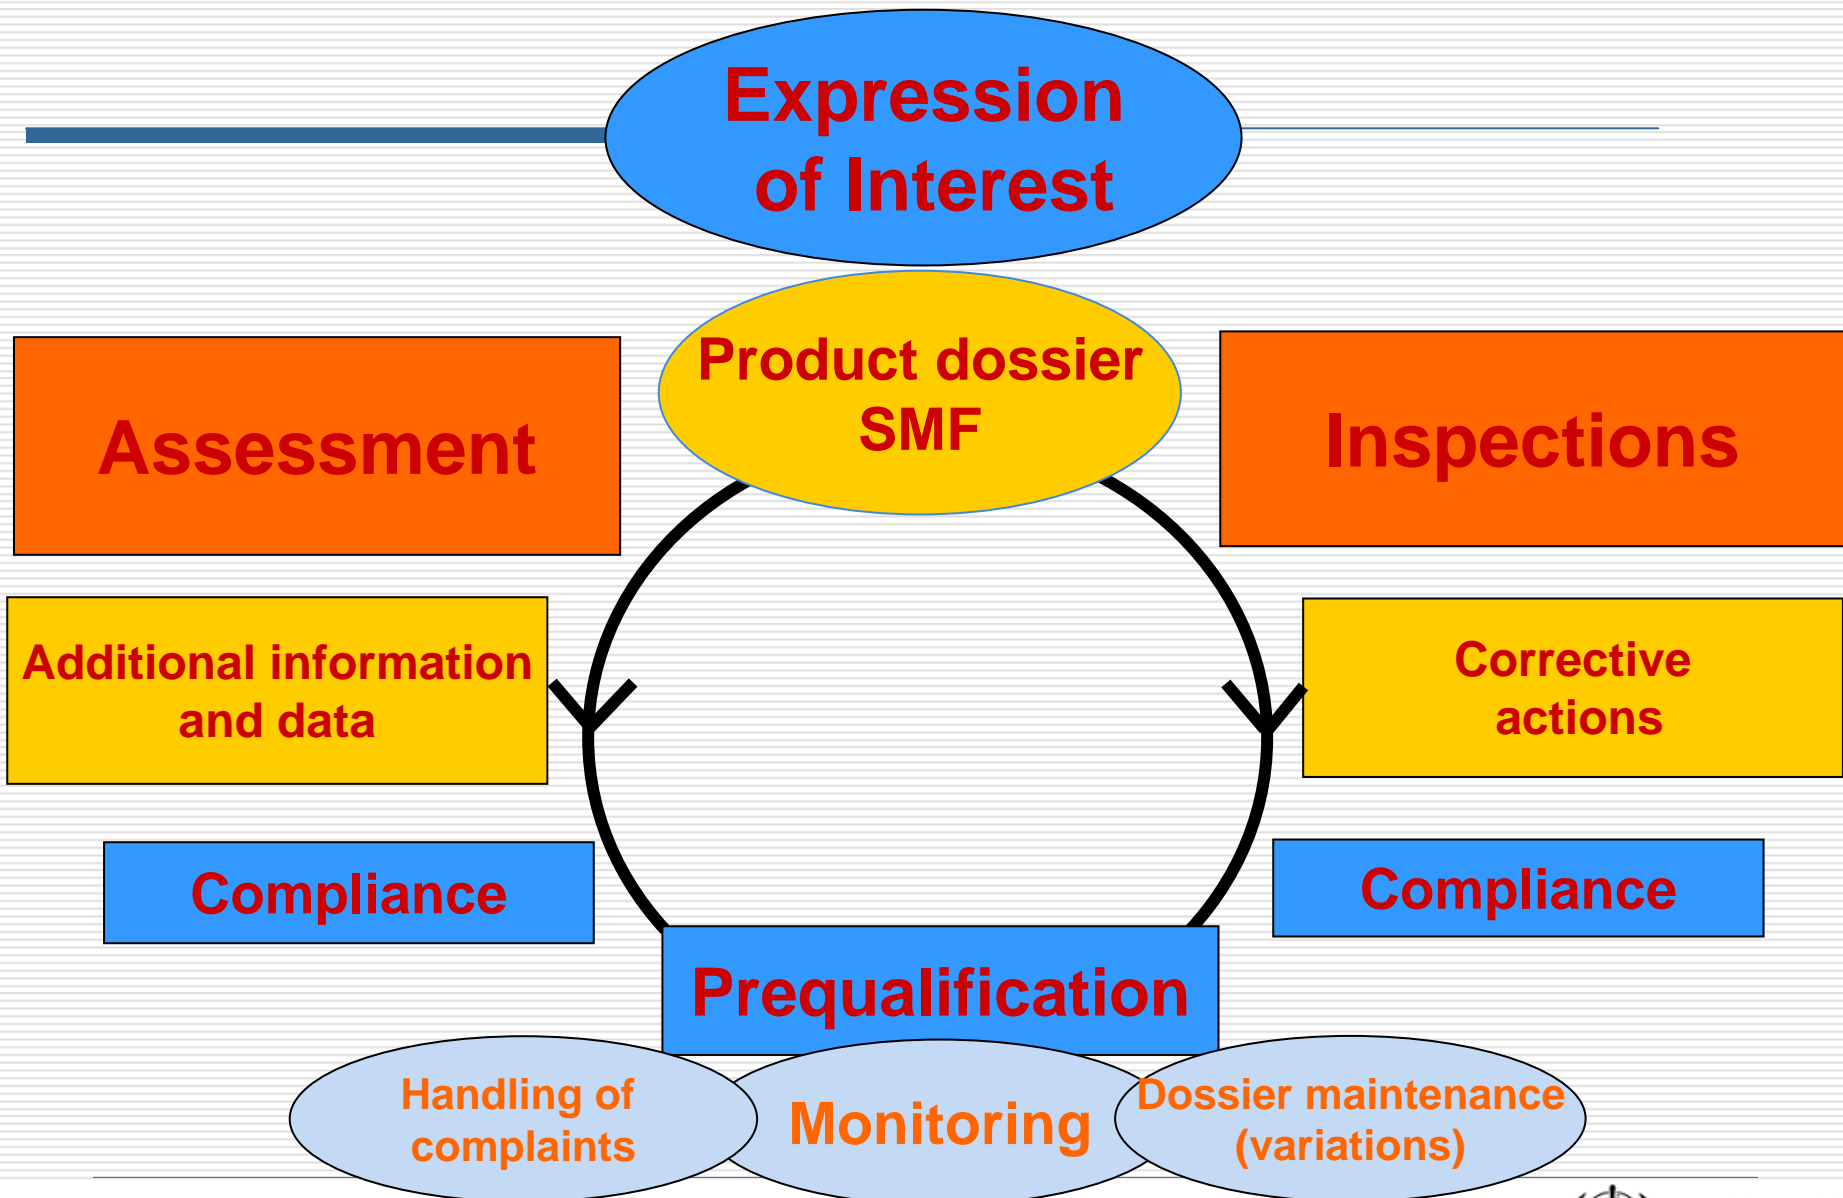 Expression
of Interest
Product dossier
SMF
Assessment
Inspections
Additional information
and data
Corrective
actions
Compliance
Compliance
Prequalification
Handling of
complaints
Monitoring
Dossier maintenance
(variations)